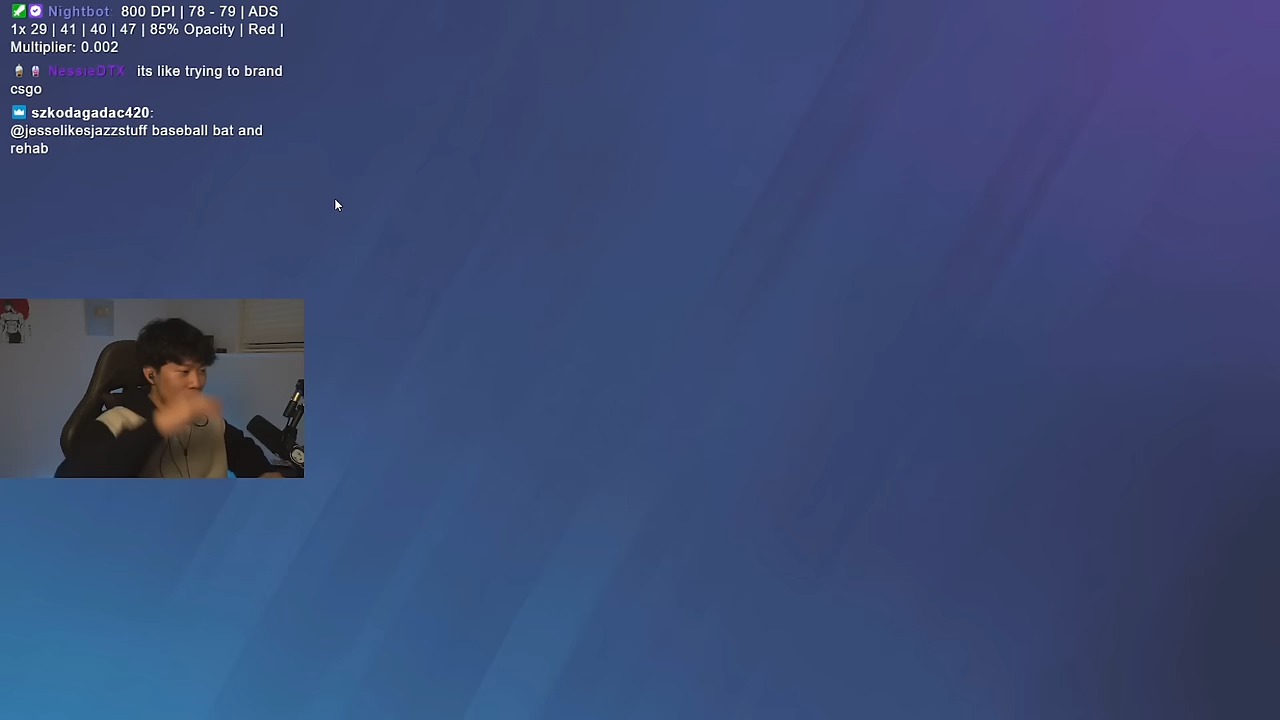 Nightbot: 800 DPI | 78 - 79 | ADS
1x 29 | 41 | 40 | 47 | 85% Opacity | Red |
Multiplier: 0.002
NessieDTX: its like trying to brand
csgo
szkodagadac420:
@jesselikesjazzstuff baseball bat and
rehab